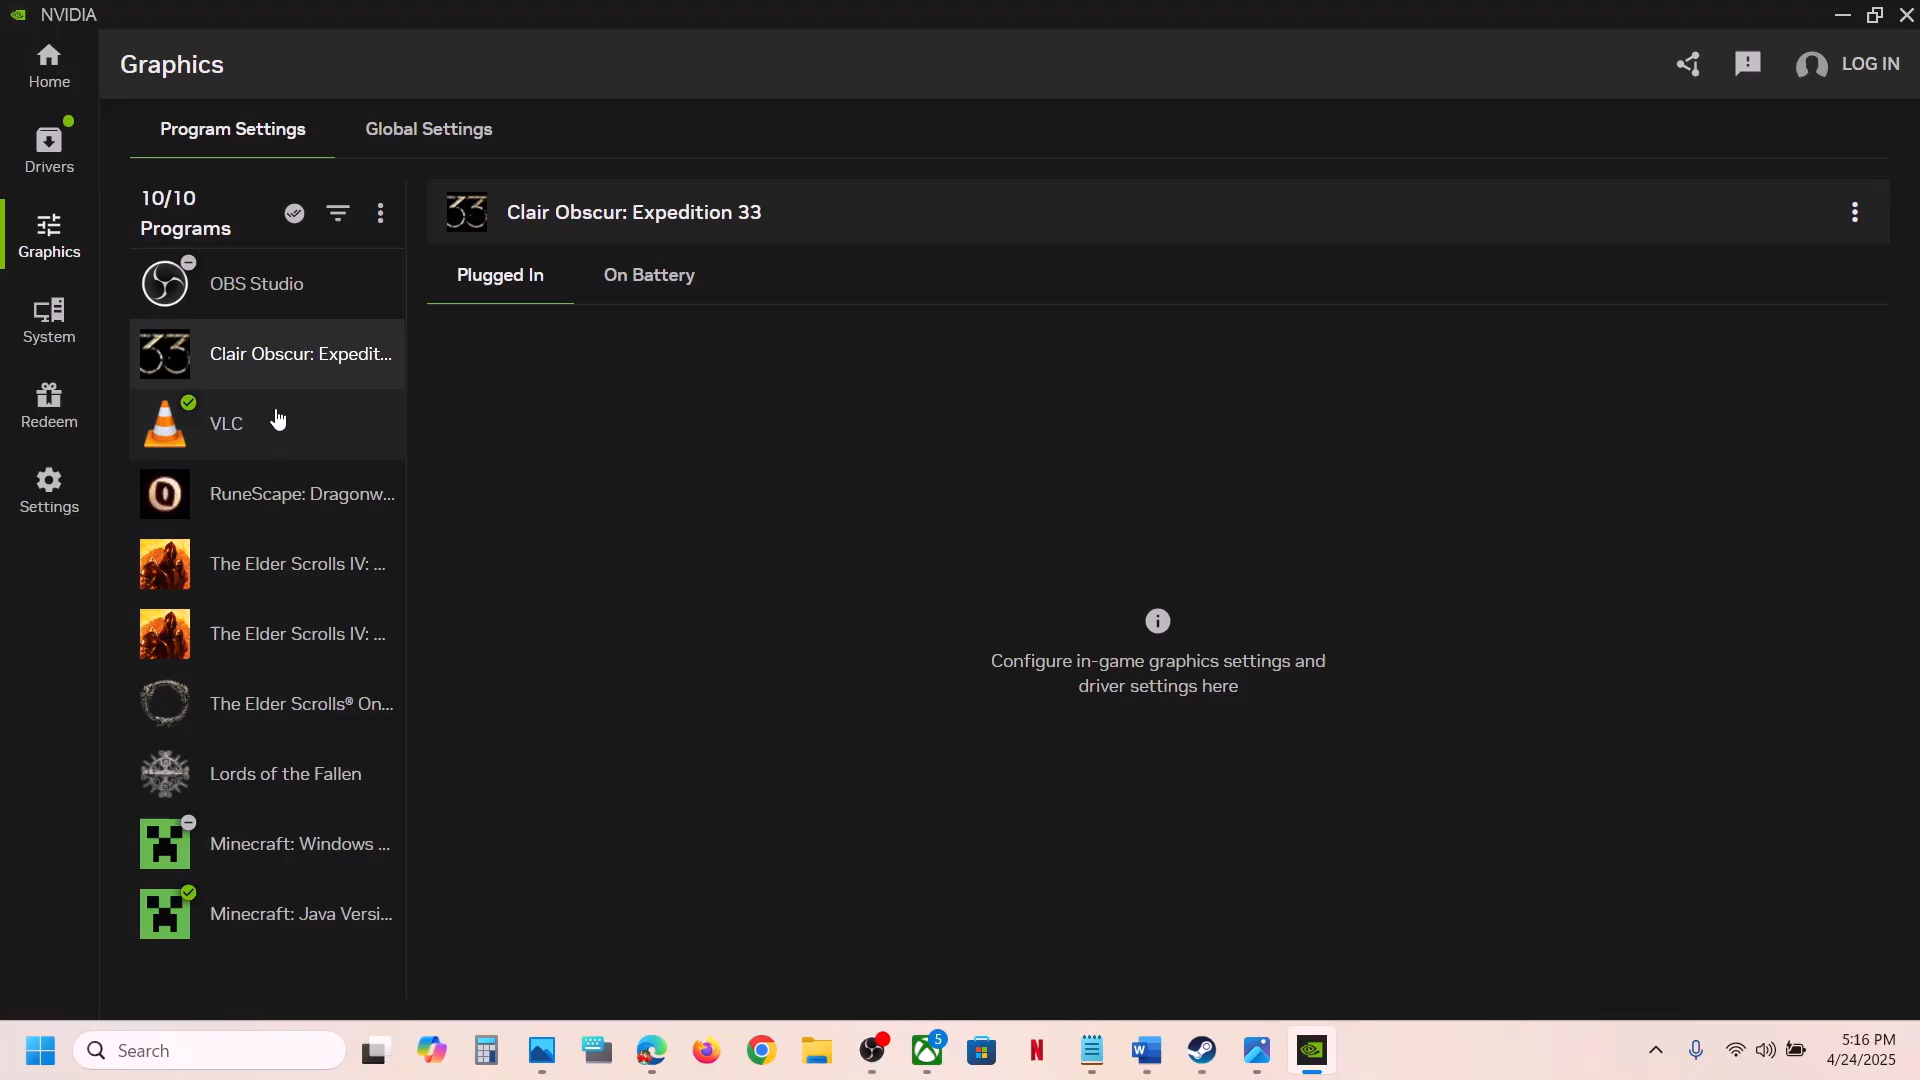 NVIDIA
Home
Graphics
LOG IN
Drivers
Program Settings
Global Settings
10/10
Programs
Clair Obscur: Expedition 33
Graphics
Plugged In
On Battery
OBS Studio
System
33
Clair Obscur: Expedit...
Redeem
VLC
Settings
RuneScape: Dragonw...
The Elder Scrolls IV: ...
The Elder Scrolls IV: ...
Configure in-game graphics settings and
driver settings here
The Elder Scrolls® On...
Lords of the Fallen
Minecraft: Windows ...
Minecraft: Java Versi...
Search
5
5:16 PM
4/24/2025